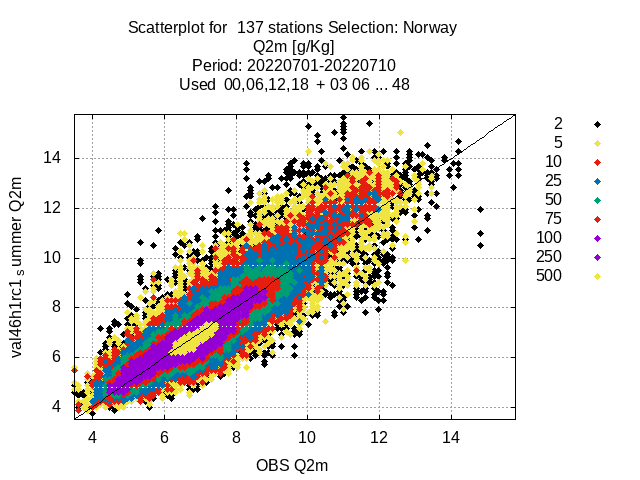 Scatterplot for 137 stations Selection: Norway
Q2m [g/Kg]
Period: 20220701-20220710
Used 00,06,12,18 + 03 06 ... 48
val46h1rc1 summer Q2m
14
12
10
8
6
4
4 6 8 10 12 14
OBS Q2m
2
5
10
25
50
75
100
250
500